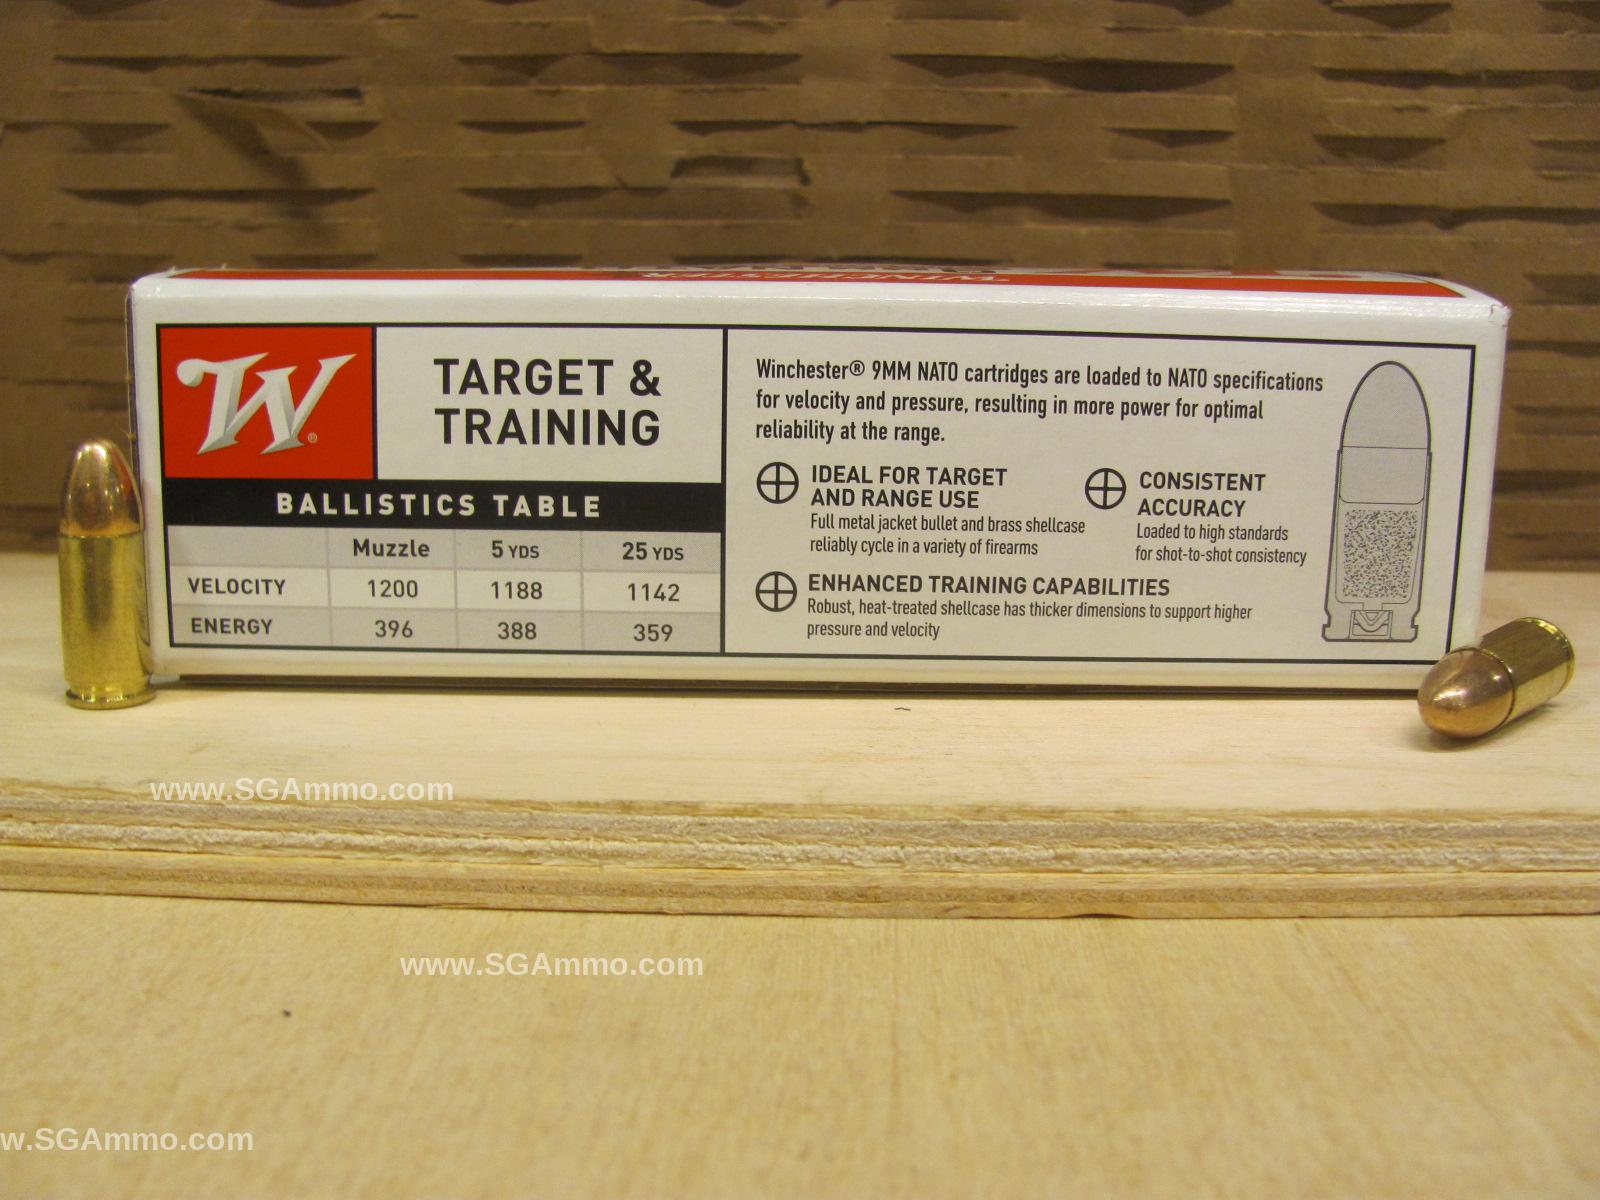 WINCHESTER
W®
TARGET &
TRAINING
BALLISTICS TABLE
Muzzle 5 YDS 25 YDS
VELOCITY 1200 1188 1142
ENERGY 396 388 359
Winchester® 9MM NATO cartridges are loaded to NATO specifications
for velocity and pressure, resulting in more power for optimal
reliability at the range.
IDEAL FOR TARGET
AND RANGE USE
Full metal jacket bullet and brass shellcase
reliably cycle in a variety of firearms
CONSISTENT
ACCURACY
Loaded to high standards
for shot-to-shot consistency
ENHANCED TRAINING CAPABILITIES
Robust, heat-treated shellcase has thicker dimensions to support higher
pressure and velocity
www.SGAmmo.com
www.SGAmmo.com
w.SGAmmo.com